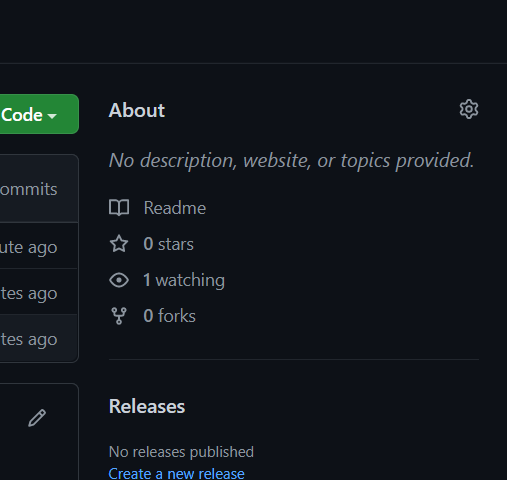 Code
About
No description, website, or topics provided.
ommits
Readme
ute ago
0 stars
1 watching
tes ago
0 forks
tes ago
Releases
No releases published
Create a new release